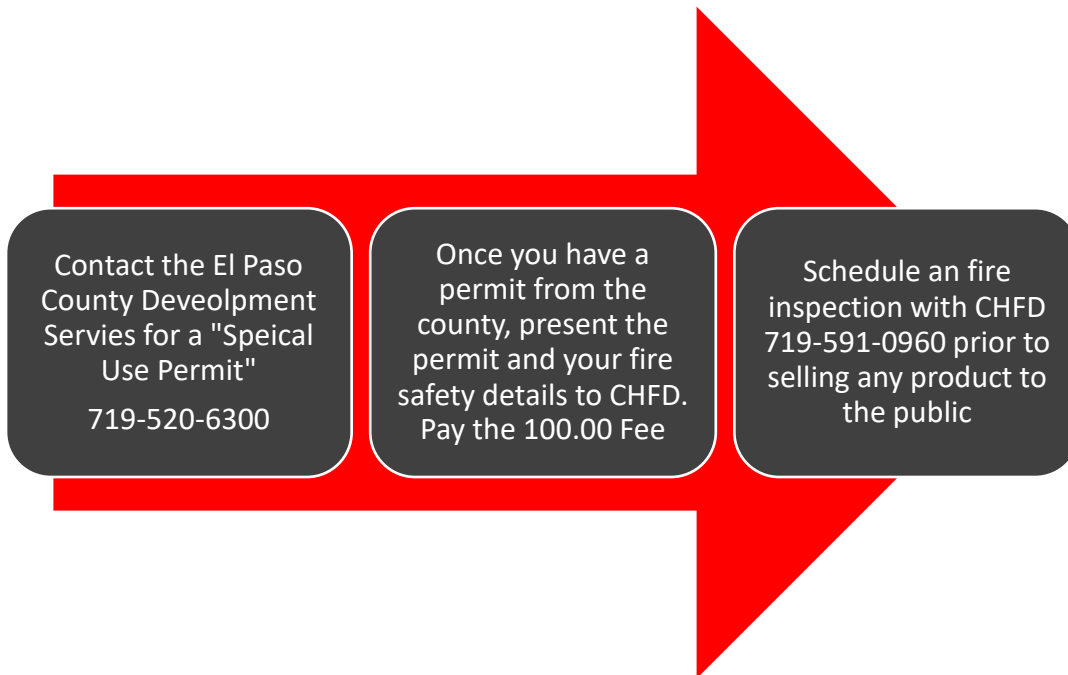 Contact the El Paso
County Deveolpment
Servies for a "Speical
Use Permit"
719-520-6300
Once you have a
permit from the
county, present the
permit and your fire
safety details to CHFD.
Pay the 100.00 Fee
Schedule an fire
inspection with CHFD
719-591-0960 prior to
selling any product to
the public